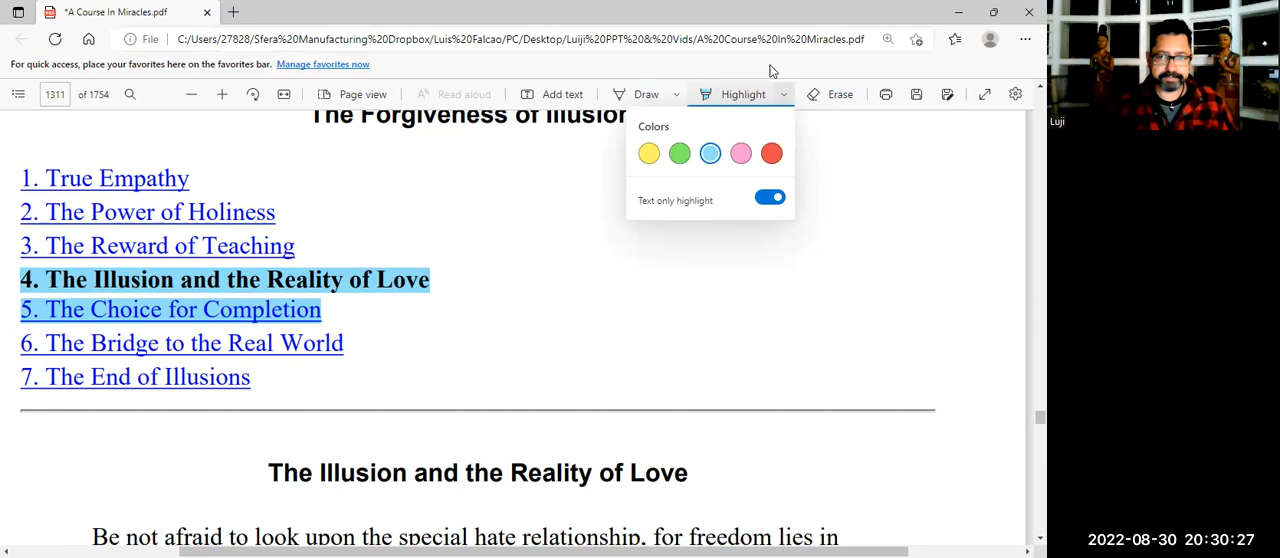 *A Course In Miracles.pdf
File C:/Users/27828/Sfera%20Manufacturing%20Dropbox/Luis%20Falcao/PC/Desktop/Luiji%20PPT%20&%20Vids/A%20Course%20In%20Miracles.pdf
For quick access, place your favorites here on the favorites bar. Manage favorites now
1311 of 1754 Page view Read aloud Add text Draw Highlight Erase
The Forgiveness of Illusion
Colors
Text only highlight
1. True Empathy
2. The Power of Holiness
3. The Reward of Teaching
4. The Illusion and the Reality of Love
5. The Choice for Completion
6. The Bridge to the Real World
7. The End of Illusions
The Illusion and the Reality of Love
Be not afraid to look upon the special hate relationship, for freedom lies in
Luji
2022-08-30 20:30:27